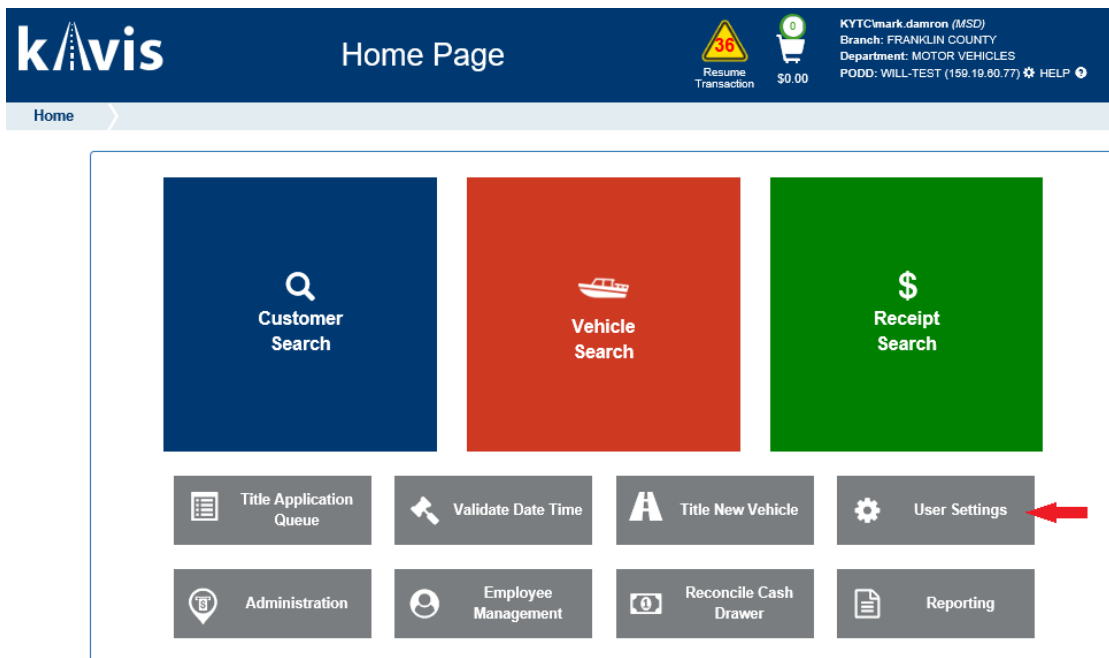 kAvis
Home Page
36
Resume
Transaction
0
$0.00
KYTC\mark.damron (MSD)
Branch: FRANKLIN COUNTY
Department: MOTOR VEHICLES
PODD: WILL-TEST (159.19.60.77) HELP ?
Home
Customer
Search
Vehicle
Search
$
Receipt
Search
Title Application
Queue
Validate Date Time
Title New Vehicle
User Settings
Administration
Employee
Management
Reconcile Cash
Drawer
Reporting